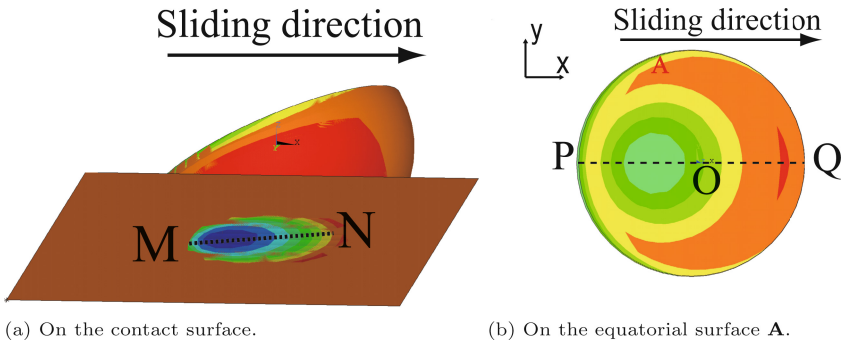 Sliding direction
M
N
x
(a) On the contact surface.
Sliding direction
y
x
A
P
O
Q
(b) On the equatorial surface A.